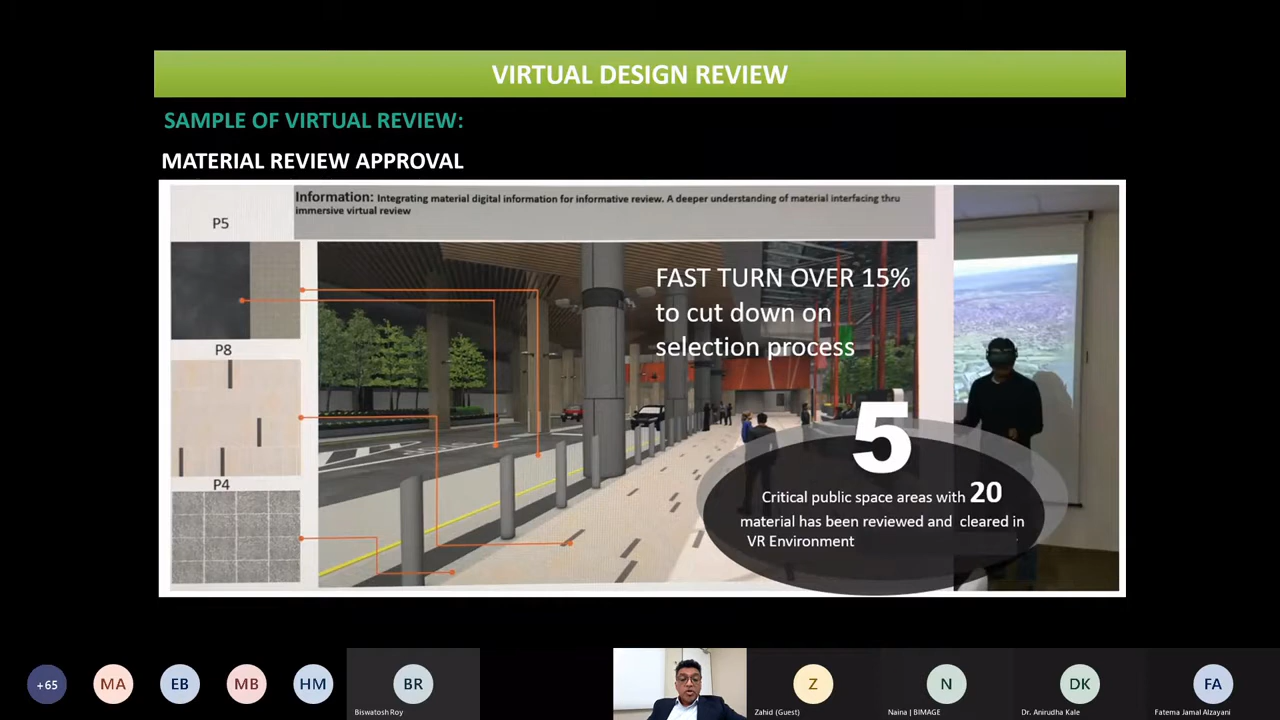 VIRTUAL DESIGN REVIEW
SAMPLE OF VIRTUAL REVIEW:
MATERIAL REVIEW APPROVAL
Information: Integrating material digital information for informative review. A deeper understanding of material interfacing thru
immersive virtual review
P5
P8
P4
FAST TURN OVER 15%
to cut down on
selection process
5
Critical public space areas with 20
material has been reviewed and cleared in
VR Environment
+65
MA
EB
MB
HM
BR
Biswatosh Roy
Z
Zahid (Guest)
N
Naina | BIMAGE
DK
Dr. Anirudha Kale
FA
Fatema Jamal Alzayani